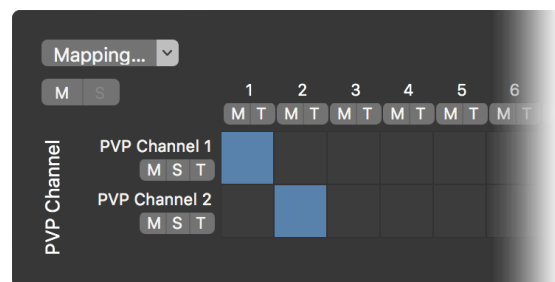 Mapping...
M S
1 2 3 4 5 6
M T M T M T M T M T M T
PVP Channel
PVP Channel 1
M S T
PVP Channel 2
M S T